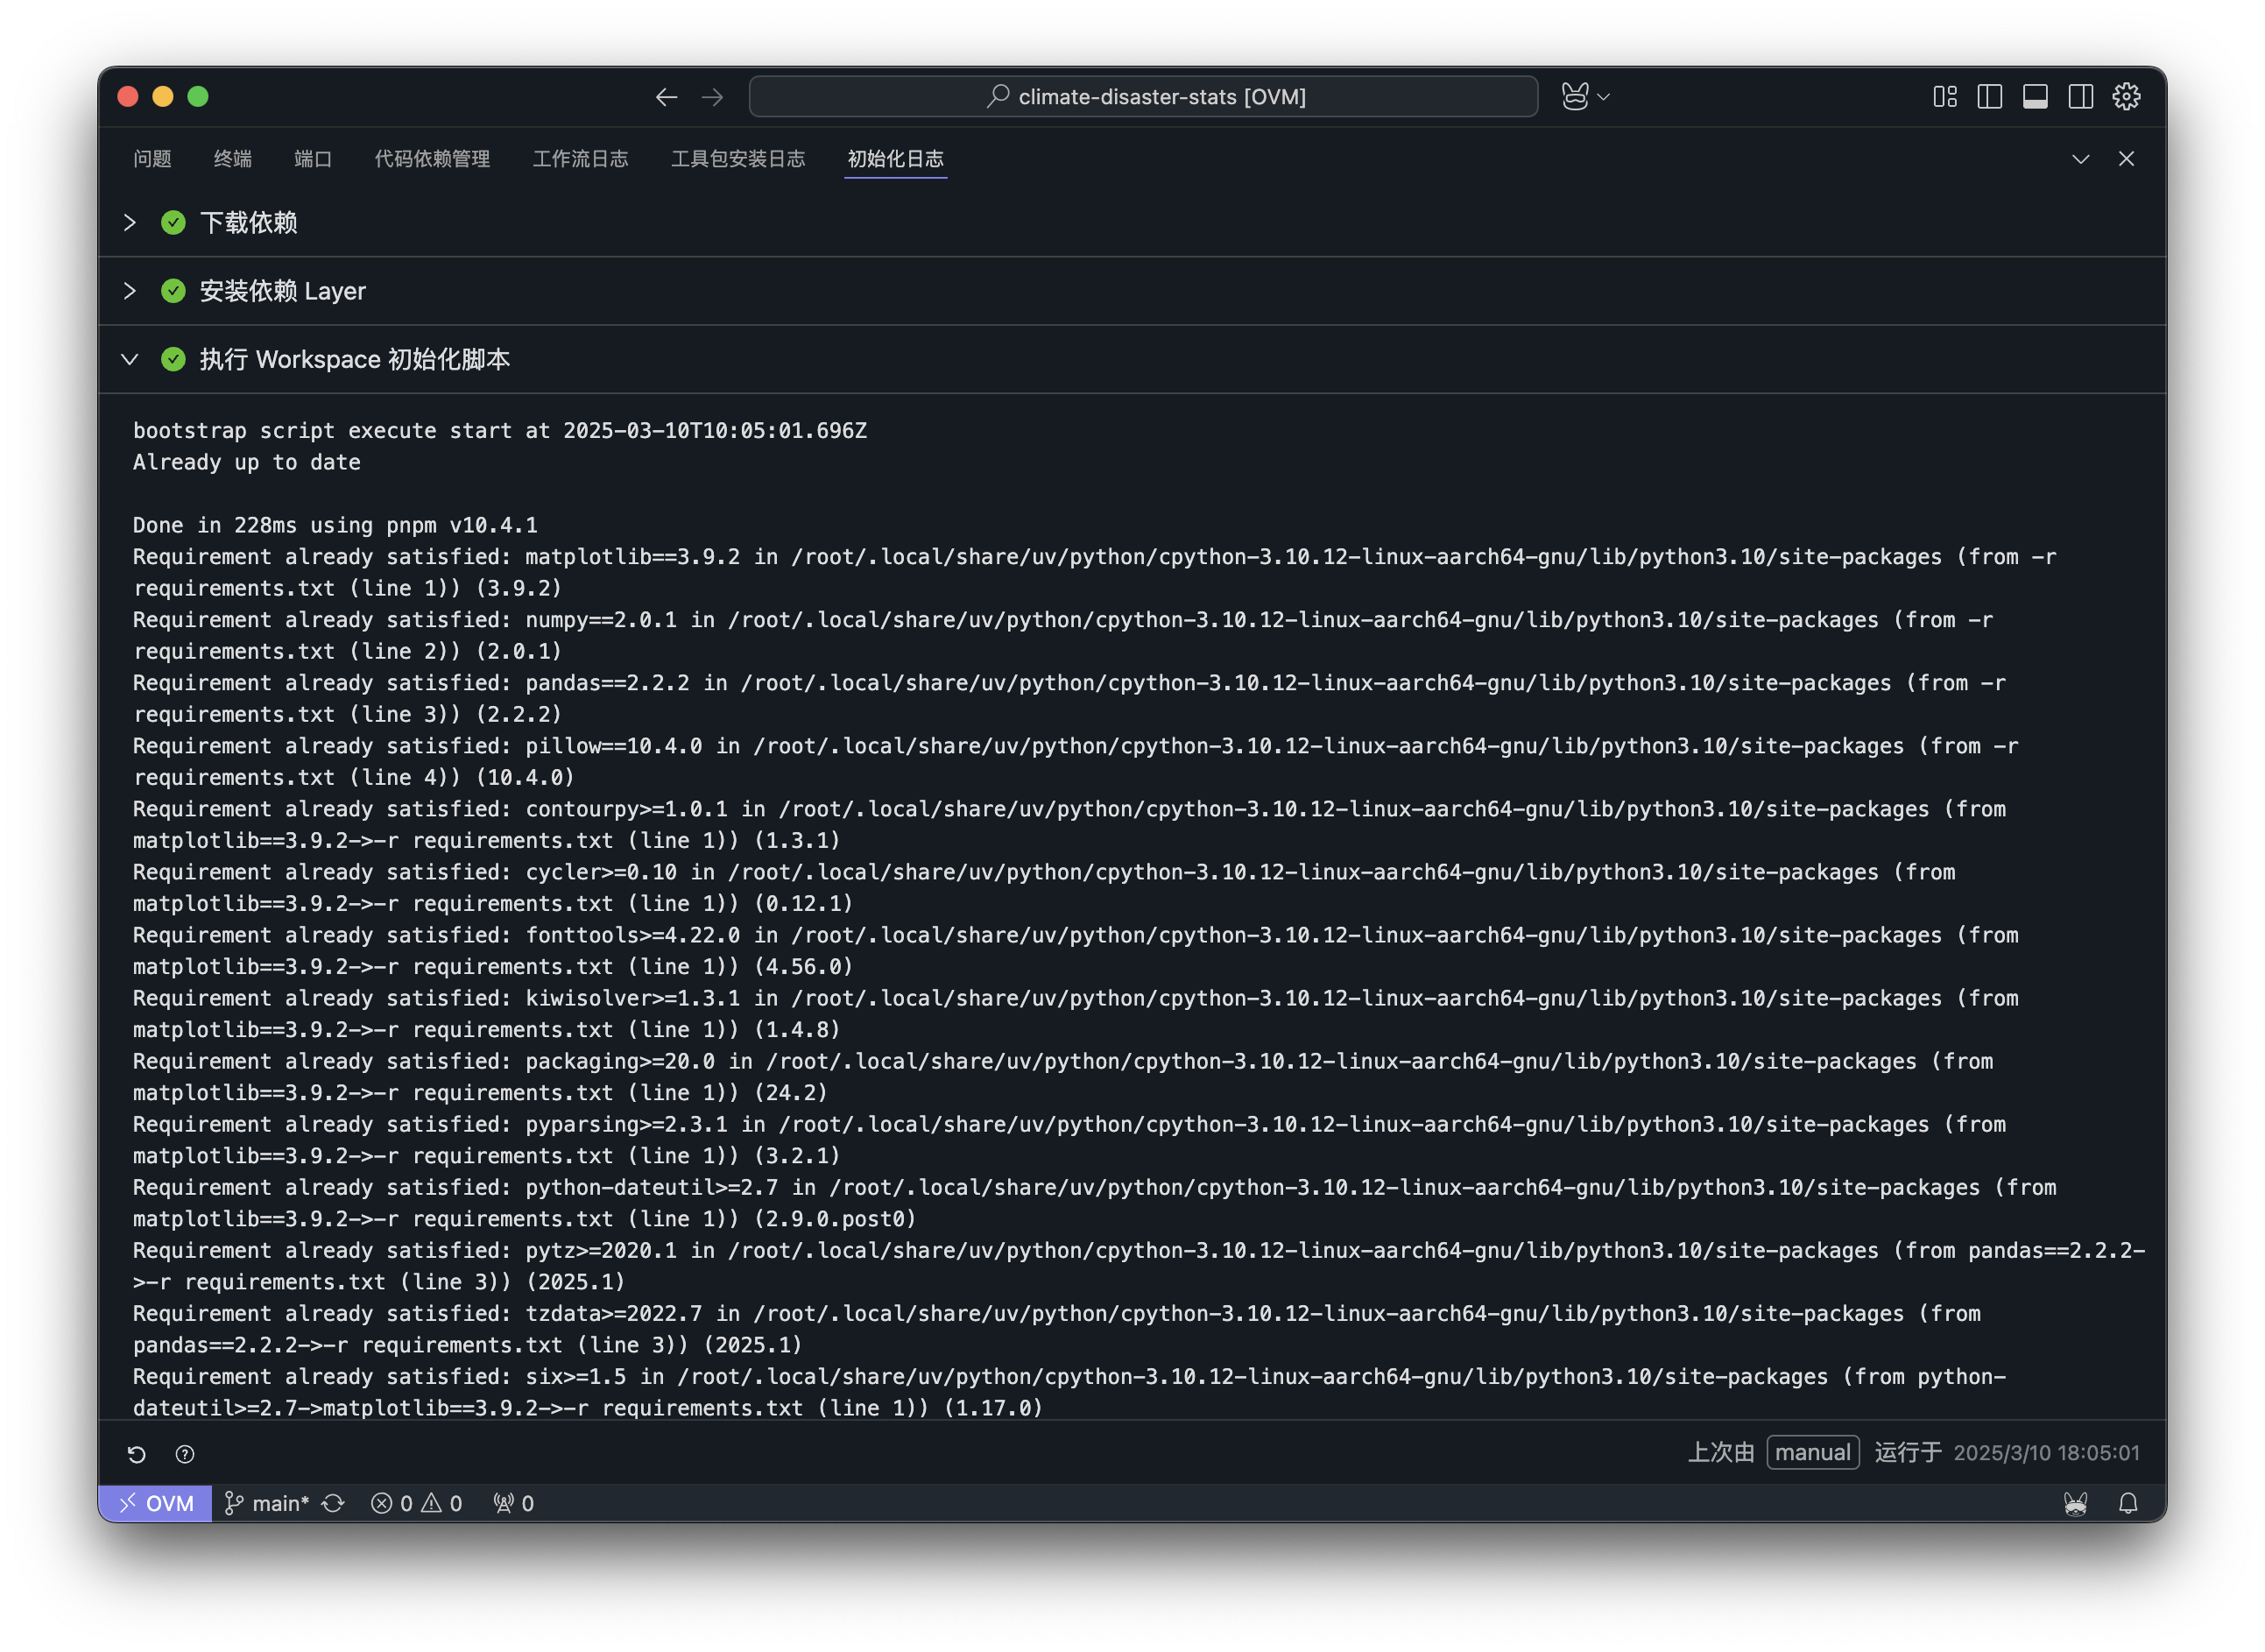 climate-disaster-stats [OVM]
问题 终端 端口 代码依赖管理 工作流日志 工具包安装日志 初始化日志
下载依赖
安装依赖 Layer
执行 Workspace 初始化脚本
bootstrap script execute start at 2025-03-10T10:05:01.696Z
Already up to date
Done in 228ms using pnpm v10.4.1
Requirement already satisfied: matplotlib==3.9.2 in /root/.local/share/uv/python/cpython-3.10.12-linux-aarch64-gnu/lib/python3.10/site-packages (from -r
requirements.txt (line 1)) (3.9.2)
Requirement already satisfied: numpy==2.0.1 in /root/.local/share/uv/python/cpython-3.10.12-linux-aarch64-gnu/lib/python3.10/site-packages (from -r
requirements.txt (line 2)) (2.0.1)
Requirement already satisfied: pandas==2.2.2 in /root/.local/share/uv/python/cpython-3.10.12-linux-aarch64-gnu/lib/python3.10/site-packages (from -r
requirements.txt (line 3)) (2.2.2)
Requirement already satisfied: pillow==10.4.0 in /root/.local/share/uv/python/cpython-3.10.12-linux-aarch64-gnu/lib/python3.10/site-packages (from -r
requirements.txt (line 4)) (10.4.0)
Requirement already satisfied: contourpy>=1.0.1 in /root/.local/share/uv/python/cpython-3.10.12-linux-aarch64-gnu/lib/python3.10/site-packages (from
matplotlib==3.9.2->-r requirements.txt (line 1)) (1.3.1)
Requirement already satisfied: cycler>=0.10 in /root/.local/share/uv/python/cpython-3.10.12-linux-aarch64-gnu/lib/python3.10/site-packages (from
matplotlib==3.9.2->-r requirements.txt (line 1)) (0.12.1)
Requirement already satisfied: fonttools>=4.22.0 in /root/.local/share/uv/python/cpython-3.10.12-linux-aarch64-gnu/lib/python3.10/site-packages (from
matplotlib==3.9.2->-r requirements.txt (line 1)) (4.56.0)
Requirement already satisfied: kiwisolver>=1.3.1 in /root/.local/share/uv/python/cpython-3.10.12-linux-aarch64-gnu/lib/python3.10/site-packages (from
matplotlib==3.9.2->-r requirements.txt (line 1)) (1.4.8)
Requirement already satisfied: packaging>=20.0 in /root/.local/share/uv/python/cpython-3.10.12-linux-aarch64-gnu/lib/python3.10/site-packages (from
matplotlib==3.9.2->-r requirements.txt (line 1)) (24.2)
Requirement already satisfied: pyparsing>=2.3.1 in /root/.local/share/uv/python/cpython-3.10.12-linux-aarch64-gnu/lib/python3.10/site-packages (from
matplotlib==3.9.2->-r requirements.txt (line 1)) (3.2.1)
Requirement already satisfied: python-dateutil>=2.7 in /root/.local/share/uv/python/cpython-3.10.12-linux-aarch64-gnu/lib/python3.10/site-packages (from
matplotlib==3.9.2->-r requirements.txt (line 1)) (2.9.0.post0)
Requirement already satisfied: pytz>=2020.1 in /root/.local/share/uv/python/cpython-3.10.12-linux-aarch64-gnu/lib/python3.10/site-packages (from pandas==2.2.2-
>-r requirements.txt (line 3)) (2025.1)
Requirement already satisfied: tzdata>=2022.7 in /root/.local/share/uv/python/cpython-3.10.12-linux-aarch64-gnu/lib/python3.10/site-packages (from
pandas==2.2.2->-r requirements.txt (line 3)) (2025.1)
Requirement already satisfied: six>=1.5 in /root/.local/share/uv/python/cpython-3.10.12-linux-aarch64-gnu/lib/python3.10/site-packages (from python-
dateutil>=2.7->matplotlib==3.9.2->-r requirements.txt (line 1)) (1.17.0)
上次由 manual 运行于 2025/3/10 18:05:01
OVM main* 0 0 0